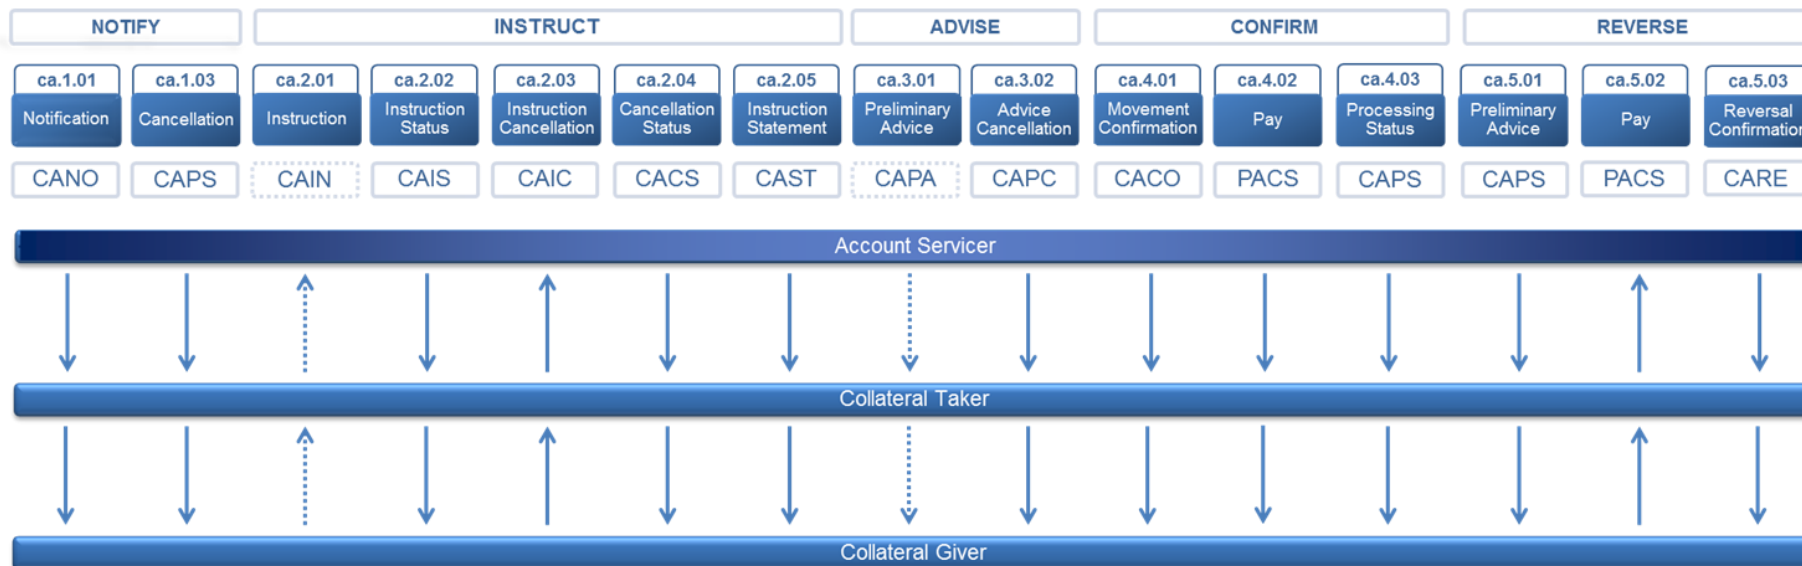 NOTIFY INSTRUCT ADVISE CONFIRM REVERSE
ca.1.01 ca.1.03 ca.2.01 ca.2.02 ca.2.03 ca.2.04 ca.2.05 ca.3.01 ca.3.02 ca.4.01 ca.4.02 ca.4.03 ca.5.01 ca.5.02 ca.5.03
Notification
Cancellation
Instruction
Instruction
Status
Instruction
Cancellation
Cancellation
Status
Instruction
Statement
Preliminary
Advice
Advice
Cancellation
Movement
Confirmation
Pay
Processing
Status
Preliminary
Advice
Pay
Reversal
Confirmation
CANO CAPS CAIN CAIS CAIC CACS CAST CAPA CAPC CACO PACS CAPS CAPS PACS CARE
Account Servicer
Collateral Taker
Collateral Giver